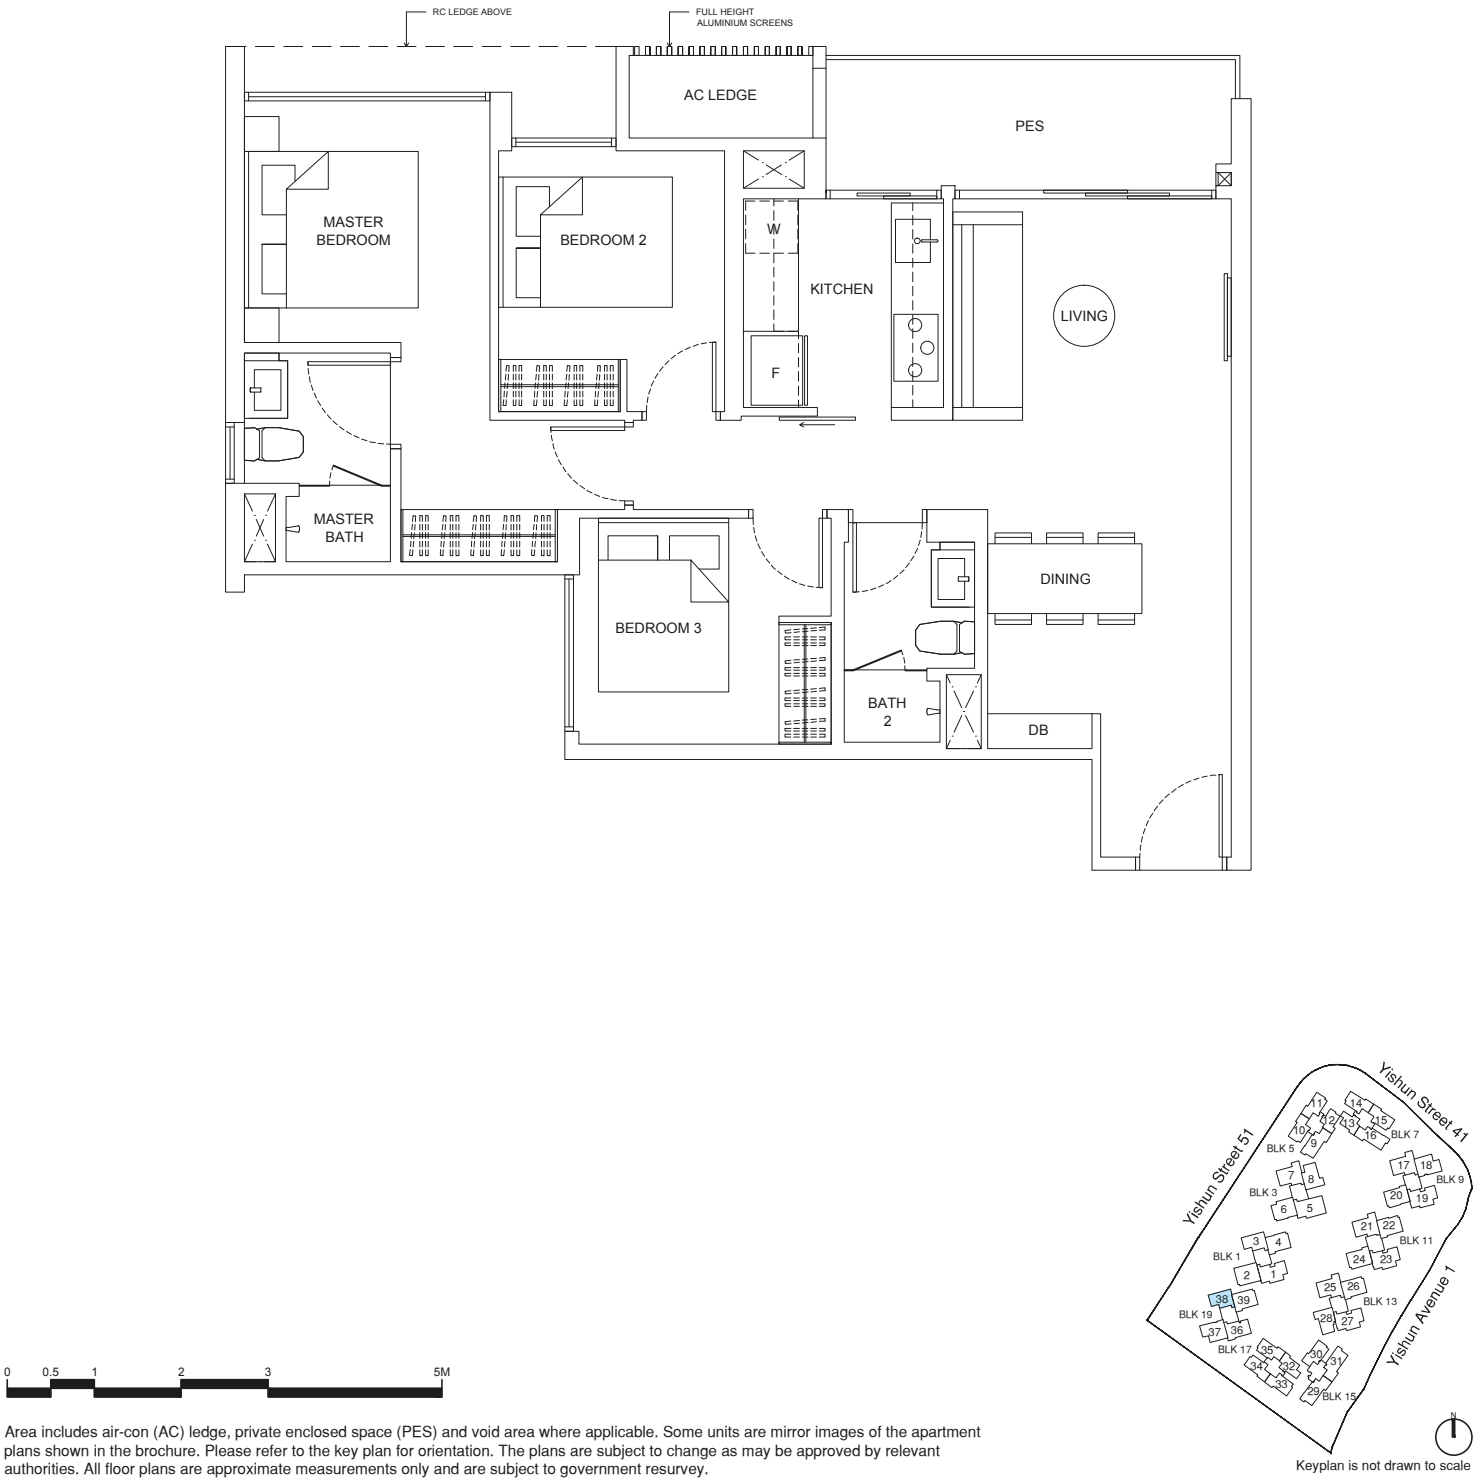 RC LEDGE ABOVE
FULL HEIGHT
ALUMINIUM SCREENS
AC LEDGE
PES
MASTER
BEDROOM
BEDROOM 2
W
KITCHEN
LIVING
F
MASTER
BATH
DINING
BEDROOM 3
BATH
2
DB
Yishun Street 41
Yishun Street 51
Yishun Avenue 1
11
12
10
9
BLK 5
14
15
13
16
BLK 7
7
8
BLK 3
6
5
17
18
BLK 9
20
19
3
4
BLK 1
2
1
21
22
BLK 11
24
23
38
39
BLK 19
37
36
25
26
BLK 13
28
27
BLK 17
35
34
32
33
30
31
29
BLK 15
0 0.5 1 2 3 5M
N
Area includes air-con (AC) ledge, private enclosed space (PES) and void area where applicable. Some units are mirror images of the apartment
plans shown in the brochure. Please refer to the key plan for orientation. The plans are subject to change as may be approved by relevant
authorities. All floor plans are approximate measurements only and are subject to government resurvey.
Keyplan is not drawn to scale